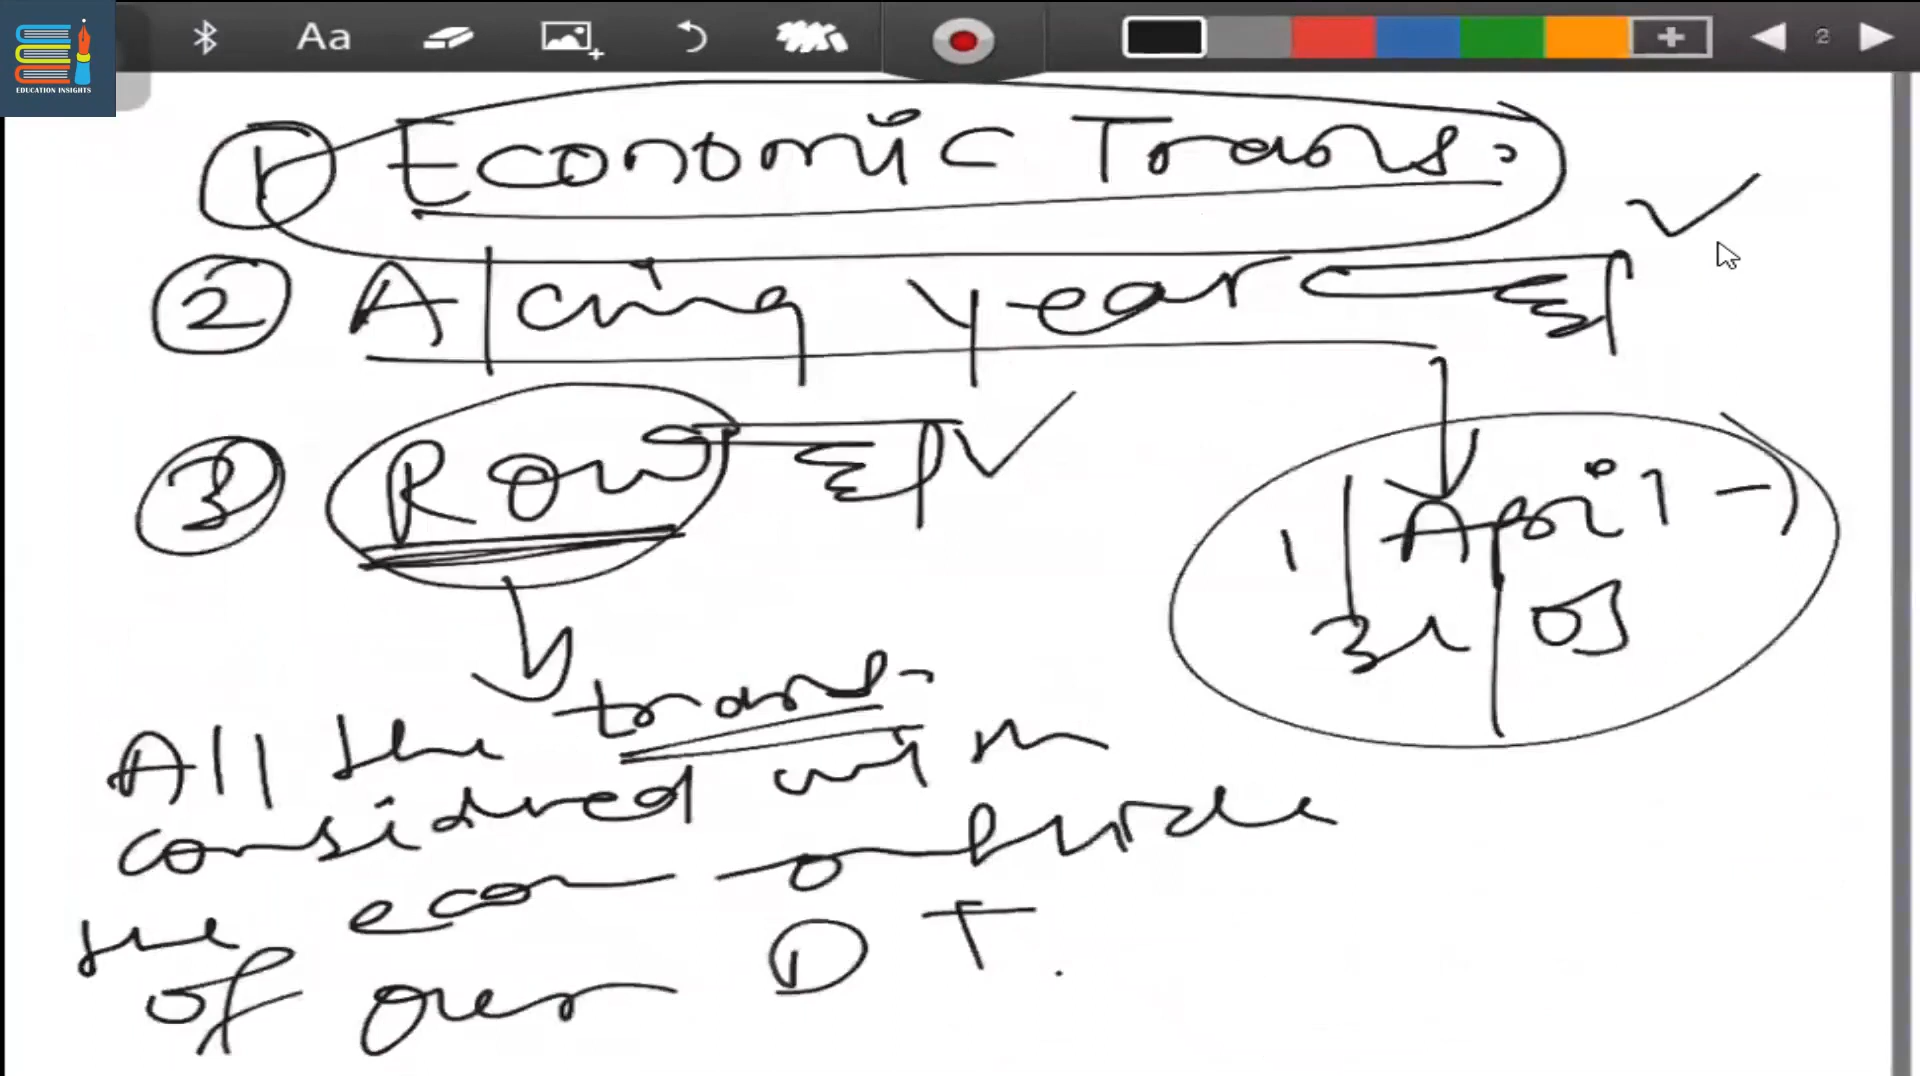 EDUCATION INSIGHTS
Aa
2
1 Economic Trans.
2 A|cing year
3 Row
1 | April -
31 | 03
All the trans-
considered with
the econ - outside
of our DT.